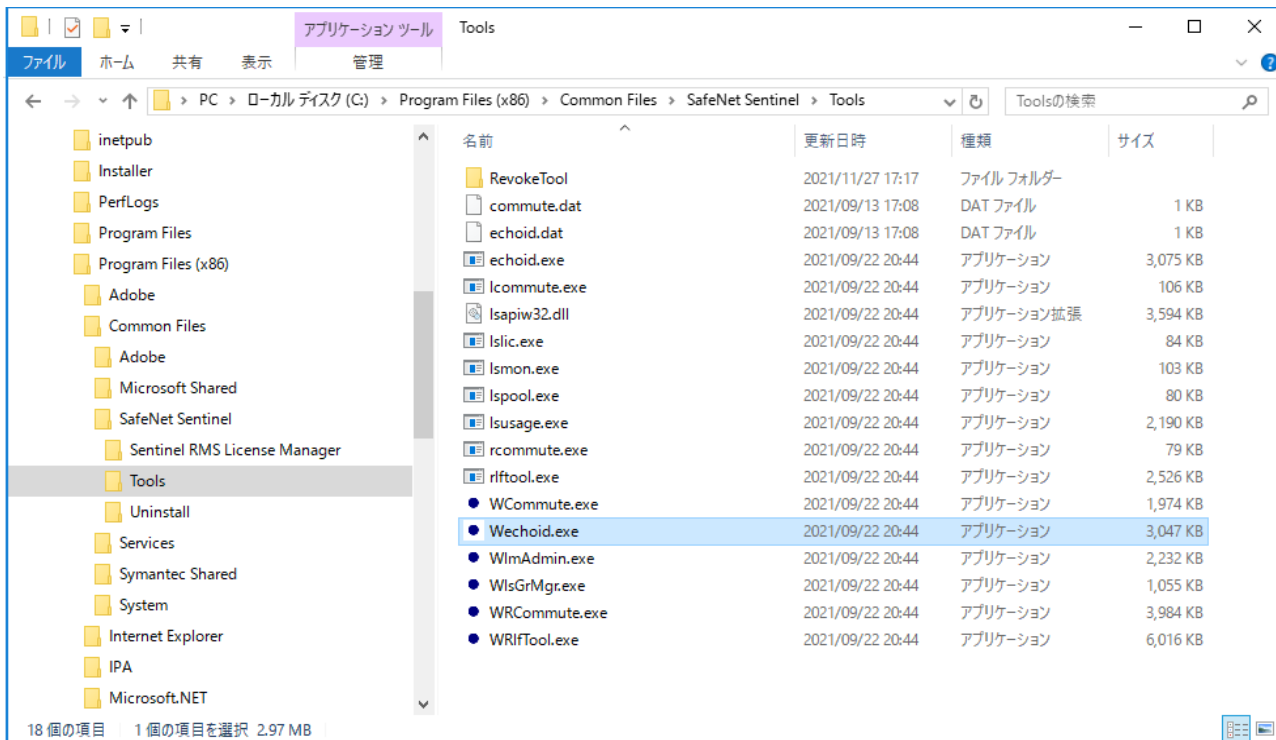 アプリケーション ツール Tools
ファイル ホーム 共有 表示 管理
PC > ローカル ディスク (C:) > Program Files (x86) > Common Files > SafeNet Sentinel > Tools Toolsの検索
inetpub
Installer
PerfLogs
Program Files
Program Files (x86)
Adobe
Common Files
Adobe
Microsoft Shared
SafeNet Sentinel
Sentinel RMS License Manager
Tools
Uninstall
Services
Symantec Shared
System
Internet Explorer
IPA
Microsoft.NET
名前 更新日時 種類 サイズ
RevokeTool 2021/11/27 17:17 ファイル フォルダー
commute.dat 2021/09/13 17:08 DAT ファイル 1 KB
echoid.dat 2021/09/13 17:08 DAT ファイル 1 KB
echoid.exe 2021/09/22 20:44 アプリケーション 3,075 KB
lcommute.exe 2021/09/22 20:44 アプリケーション 106 KB
lsapiw32.dll 2021/09/22 20:44 アプリケーション拡張 3,594 KB
lslic.exe 2021/09/22 20:44 アプリケーション 84 KB
lsmon.exe 2021/09/22 20:44 アプリケーション 103 KB
lspool.exe 2021/09/22 20:44 アプリケーション 80 KB
lsusage.exe 2021/09/22 20:44 アプリケーション 2,190 KB
rcommute.exe 2021/09/22 20:44 アプリケーション 79 KB
rlftool.exe 2021/09/22 20:44 アプリケーション 2,526 KB
WCommute.exe 2021/09/22 20:44 アプリケーション 1,974 KB
Wechoid.exe 2021/09/22 20:44 アプリケーション 3,047 KB
WlmAdmin.exe 2021/09/22 20:44 アプリケーション 2,232 KB
WlsGrMgr.exe 2021/09/22 20:44 アプリケーション 1,055 KB
WRCommute.exe 2021/09/22 20:44 アプリケーション 3,984 KB
WRlfTool.exe 2021/09/22 20:44 アプリケーション 6,016 KB
18 個の項目 1 個の項目を選択 2.97 MB